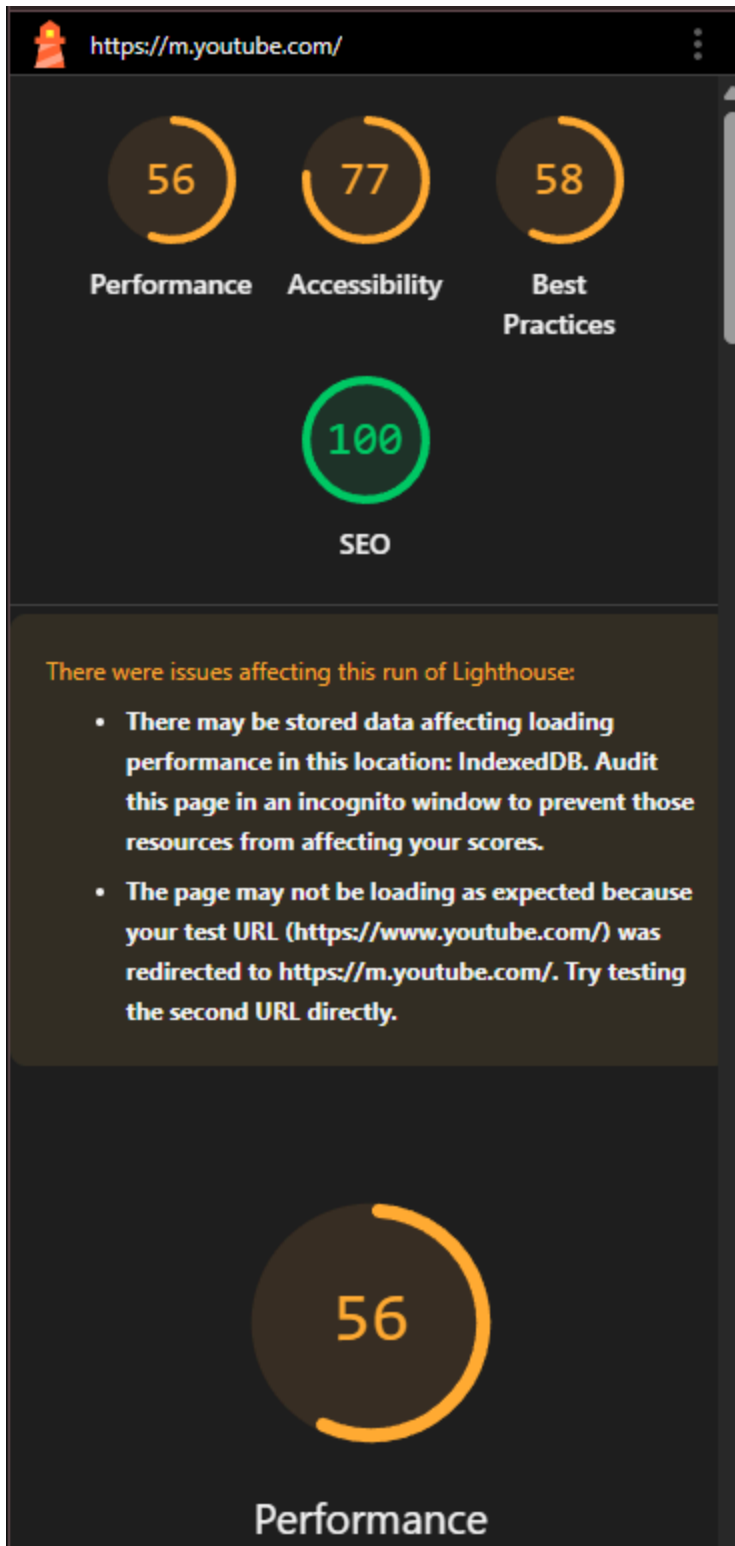 https://m.youtube.com/
56
77
58
Performance
Accessibility
Best
Practices
100
SEO
There were issues affecting this run of Lighthouse:
• There may be stored data affecting loading
performance in this location: IndexedDB. Audit
this page in an incognito window to prevent those
resources from affecting your scores.
• The page may not be loading as expected because
your test URL (https://www.youtube.com/) was
redirected to https://m.youtube.com/. Try testing
the second URL directly.
56
Performance